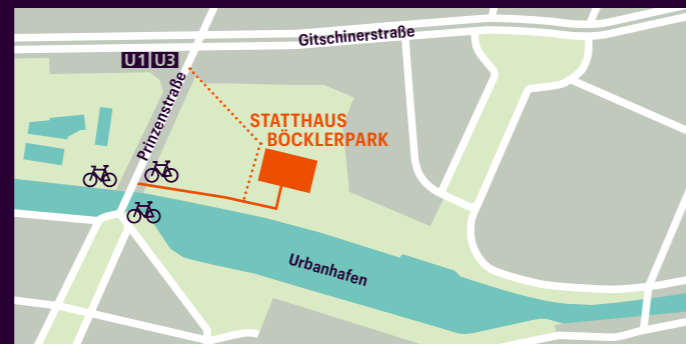 Gitschinerstraße
U1 U3
Prinzenstraße
STATTHAUS
BÖCKLERPARK
Urbanhafen